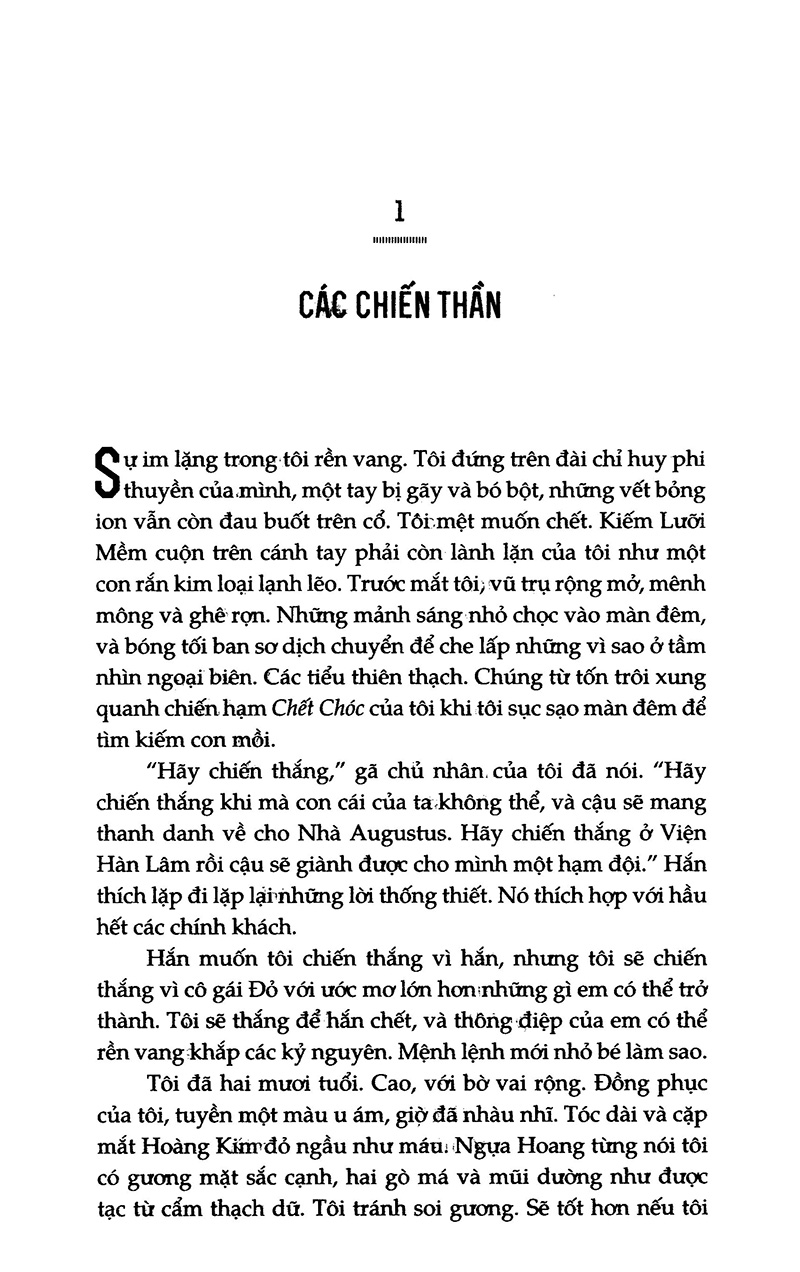 1
CÁC CHIẾN THẦN
Sự im lặng trong tôi rền vang. Tôi đứng trên đài chỉ huy phi
thuyền của mình, một tay bị gãy và bó bột, những vết bỏng
ion vẫn còn đau buốt trên cổ. Tôi mệt muốn chết. Kiếm Lưỡi
Mềm cuộn trên cánh tay phải còn lành lặn của tôi như một
con rắn kim loại lạnh lẽo. Trước mắt tôi, vũ trụ rộng mở, mênh
mông và ghê rợn. Những mảnh sáng nhỏ chọc vào màn đêm,
và bóng tối ban sơ dịch chuyển để che lấp những vì sao ở tầm
nhìn ngoại biên. Các tiểu thiên thạch. Chúng từ tốn trôi xung
quanh chiến hạm Chết Chóc của tôi khi tôi sục sạo màn đêm để
tìm kiếm con mồi.
"Hãy chiến thắng," gã chủ nhân của tôi đã nói. "Hãy
chiến thắng khi mà con cái của ta không thể, và cậu sẽ mang
thanh danh về cho Nhà Augustus. Hãy chiến thắng ở Viện
Hàn Lâm rồi cậu sẽ giành được cho mình một hạm đội." Hắn
thích lặp đi lặp lại những lời thống thiết. Nó thích hợp với hầu
hết các chính khách.
Hắn muốn tôi chiến thắng vì hắn, nhưng tôi sẽ chiến
thắng vì cô gái Đỏ với ước mơ lớn hơn những gì em có thể trở
thành. Tôi sẽ thắng để hắn chết, và thông điệp của em có thể
rền vang khắp các kỷ nguyên. Mệnh lệnh mới nhỏ bé làm sao.
Tôi đã hai mươi tuổi. Cao, với bờ vai rộng. Đồng phục
của tôi, tuyền một màu u ám, giờ đã nhàu nhĩ. Tóc dài và cặp
mắt Hoàng Kim đỏ ngầu như máu. Ngựa Hoang từng nói tôi
có gương mặt sắc cạnh, hai gò má và mũi dường như được
tạc từ cẩm thạch dữ. Tôi tránh soi gương. Sẽ tốt hơn nếu tôi